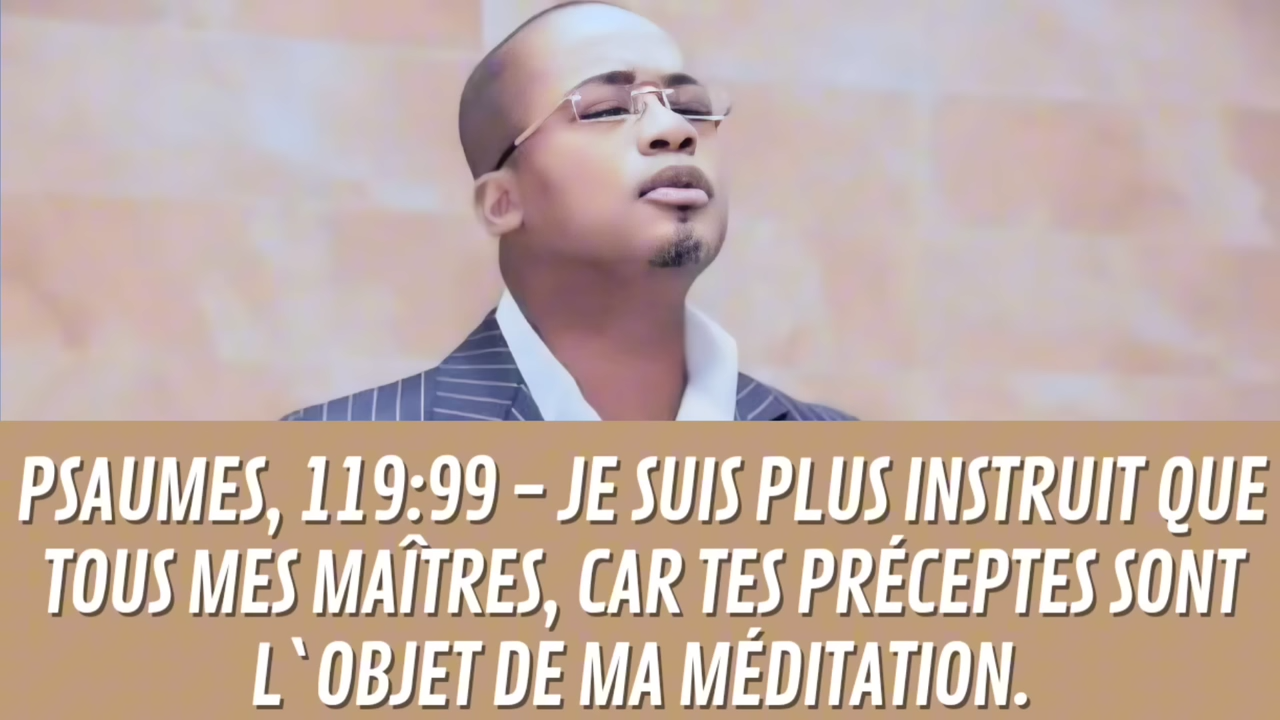 PSAUMES, 119:99 – JE SUIS PLUS INSTRUIT QUE
TOUS MES MAÎTRES, CAR TES PRÉCEPTES SONT
L`OBJET DE MA MÉDITATION.